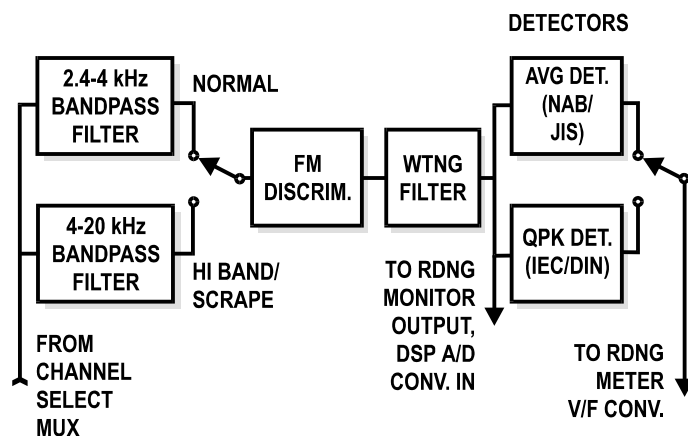 DETECTORS
2.4-4 kHz
BANDPASS
FILTER
NORMAL
AVG DET.
(NAB/
JIS)
FM
DISCRIM.
WTNG
FILTER
4-20 kHz
BANDPASS
FILTER
HI BAND/
SCRAPE
QPK DET.
(IEC/DIN)
TO RDNG
MONITOR
OUTPUT,
DSP A/D
CONV. IN
FROM
CHANNEL
SELECT
MUX
TO RDNG
METER
V/F CONV.